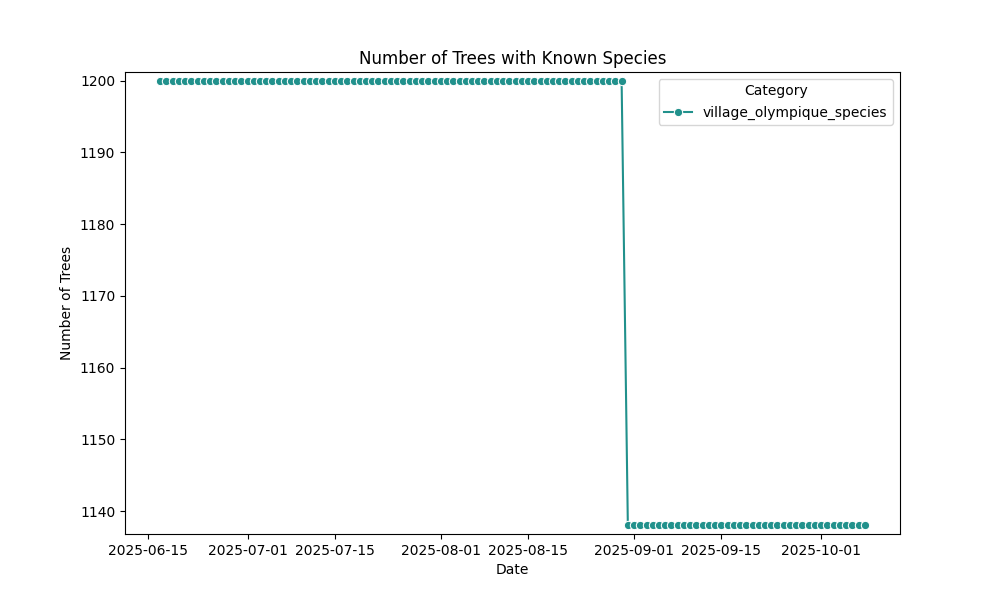 Number of Trees with Known Species
Category
village_olympique_species
Number of Trees
1200
1190
1180
1170
1160
1150
1140
2025-06-15 2025-07-01 2025-07-15 2025-08-01 2025-08-15 2025-09-01 2025-09-15 2025-10-01
Date